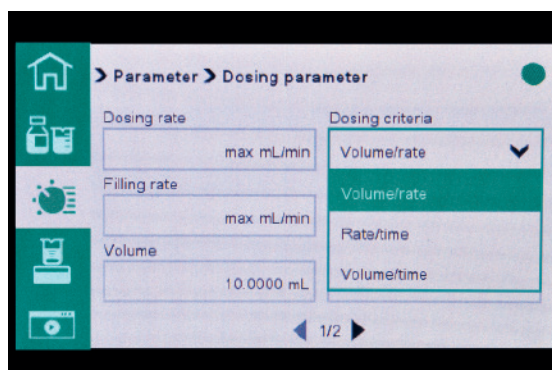 ❯ Parameter ❯ Dosing parameter
Dosing rate
max mL/min
Filling rate
max mL/min
Volume
10.0000 mL
Dosing criteria
Volume/rate
Volume/rate
Rate/time
Volume/time
1/2